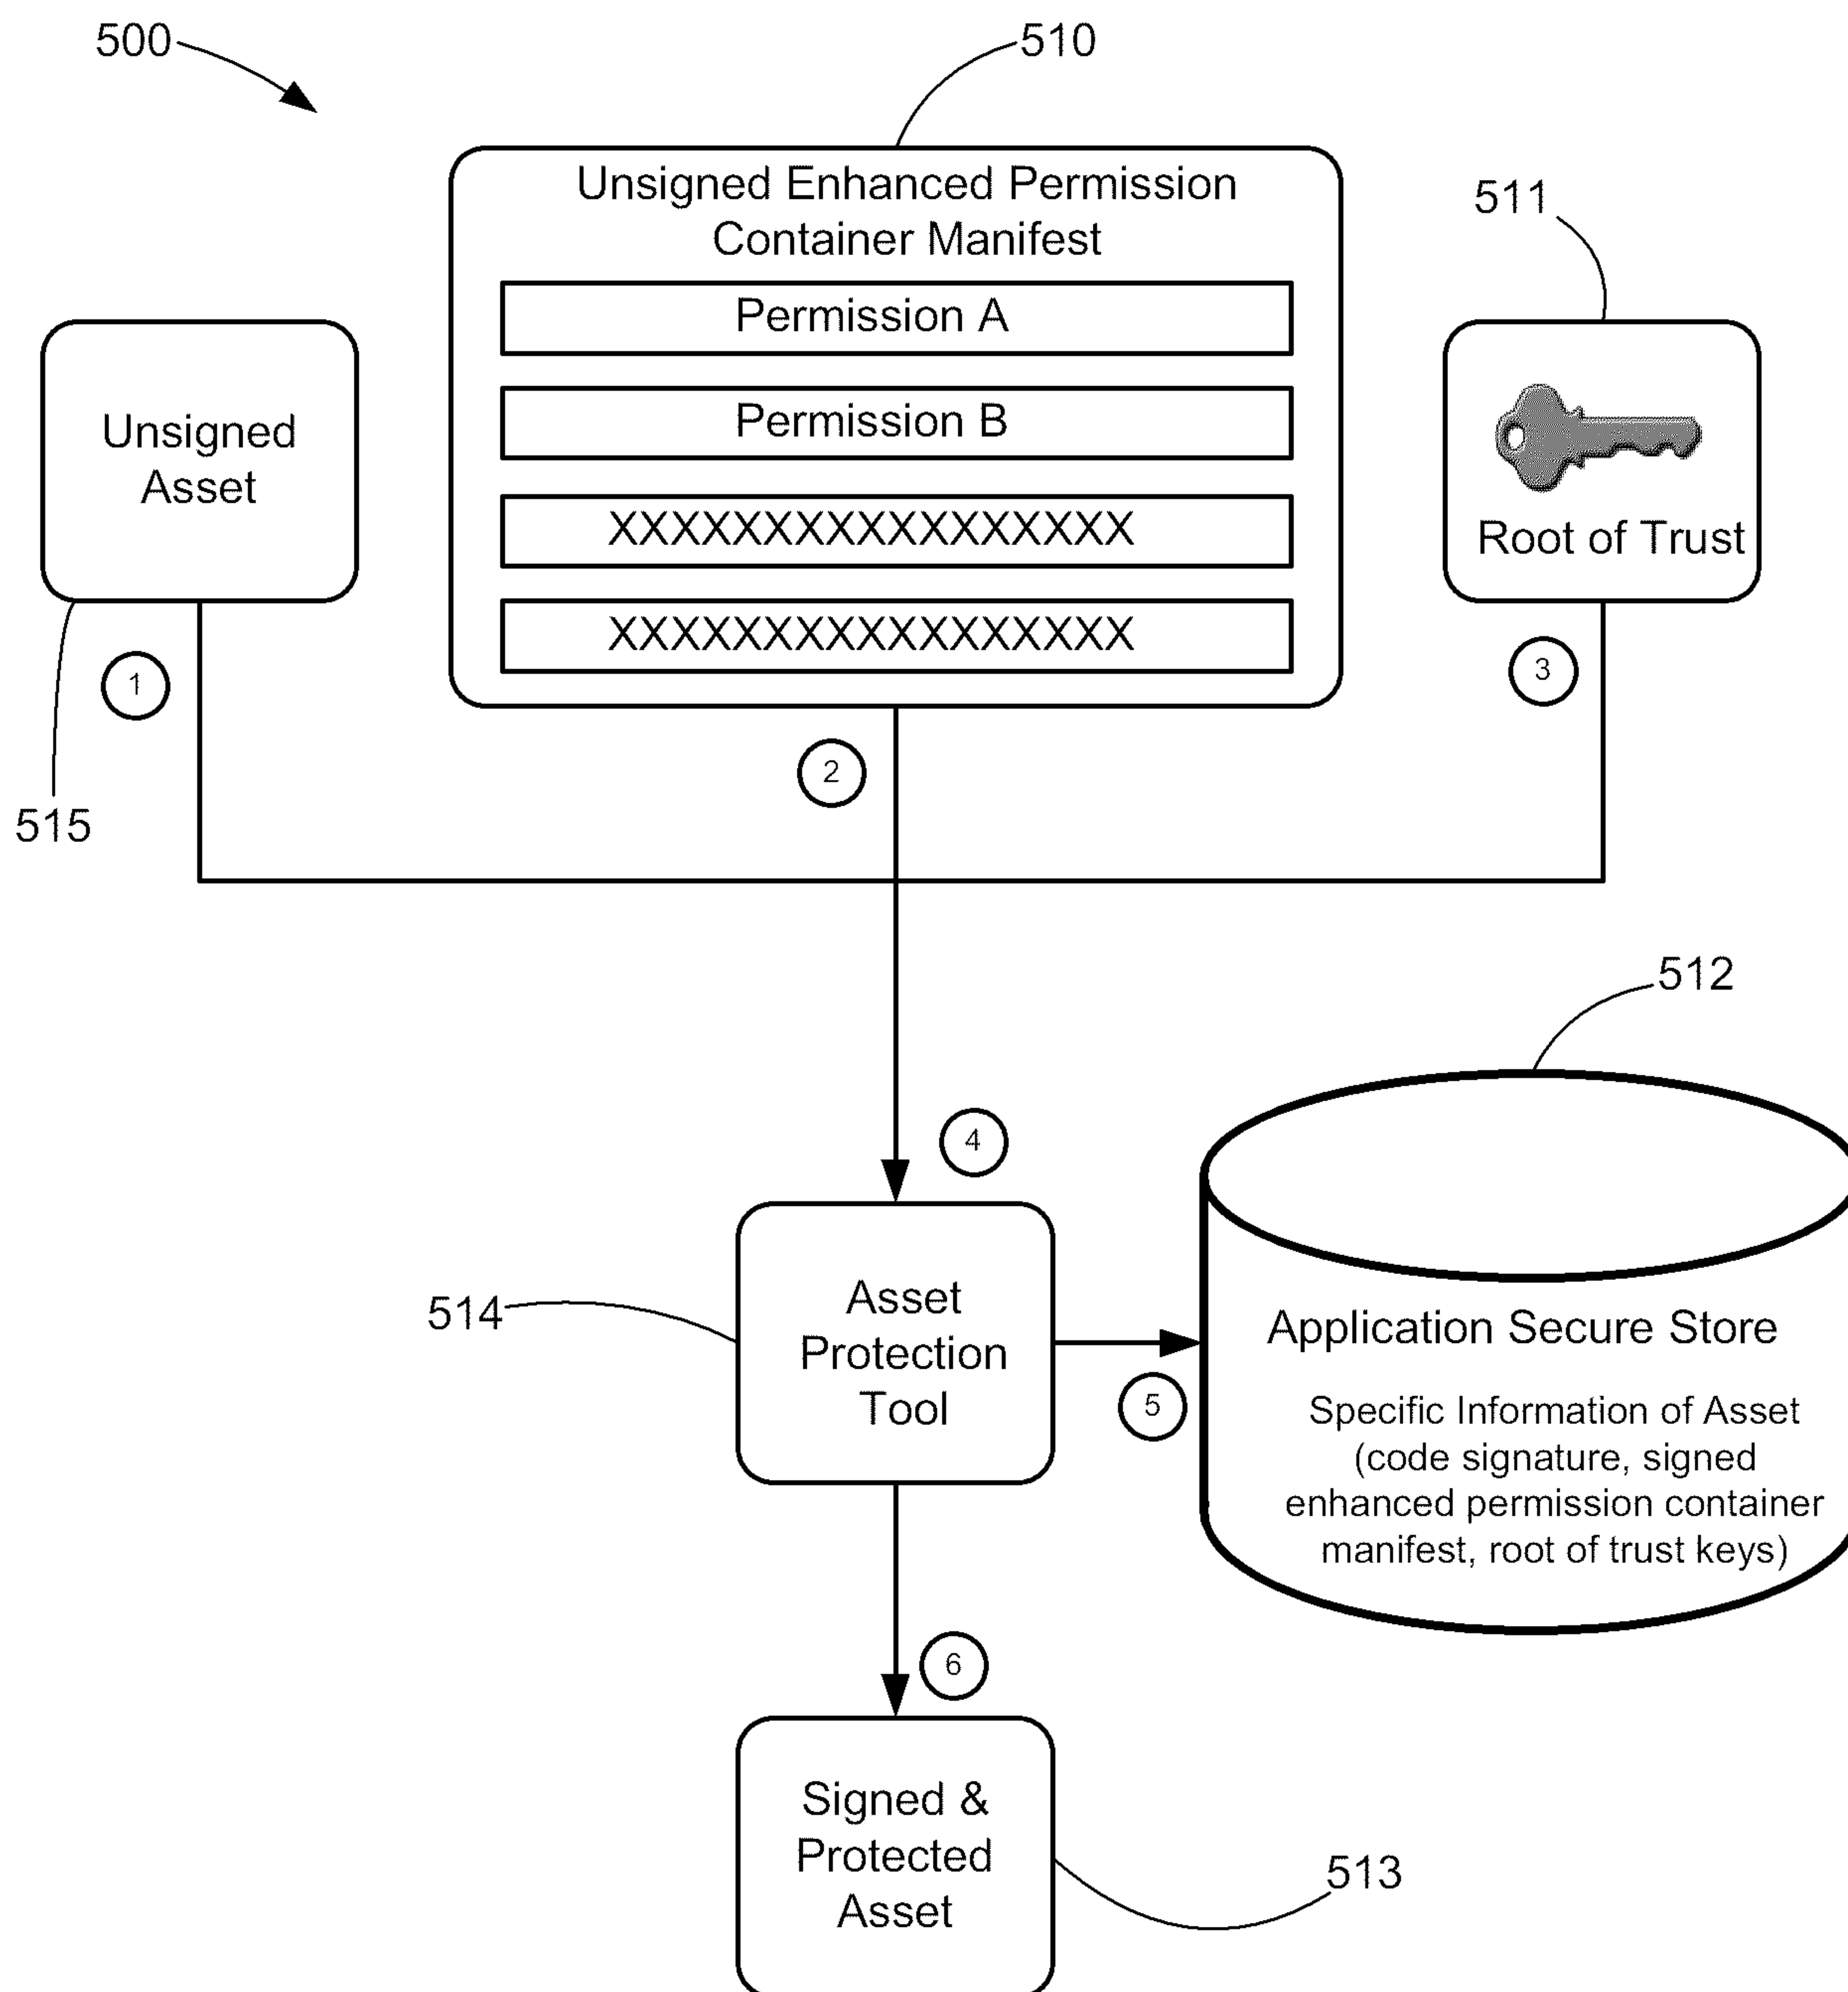 500
510
Unsigned Enhanced Permission
Container Manifest
511
Permission A
Permission B
Unsigned
Asset
XXXXXXXXXXXXXXXXX
Root of Trust
XXXXXXXXXXXXXXXXX
1
3
2
515
512
4
514
Asset
Protection
Tool
Application Secure Store
5
Specific Information of Asset
(code signature, signed
enhanced permission container
manifest, root of trust keys)
6
Signed &
Protected
Asset
513